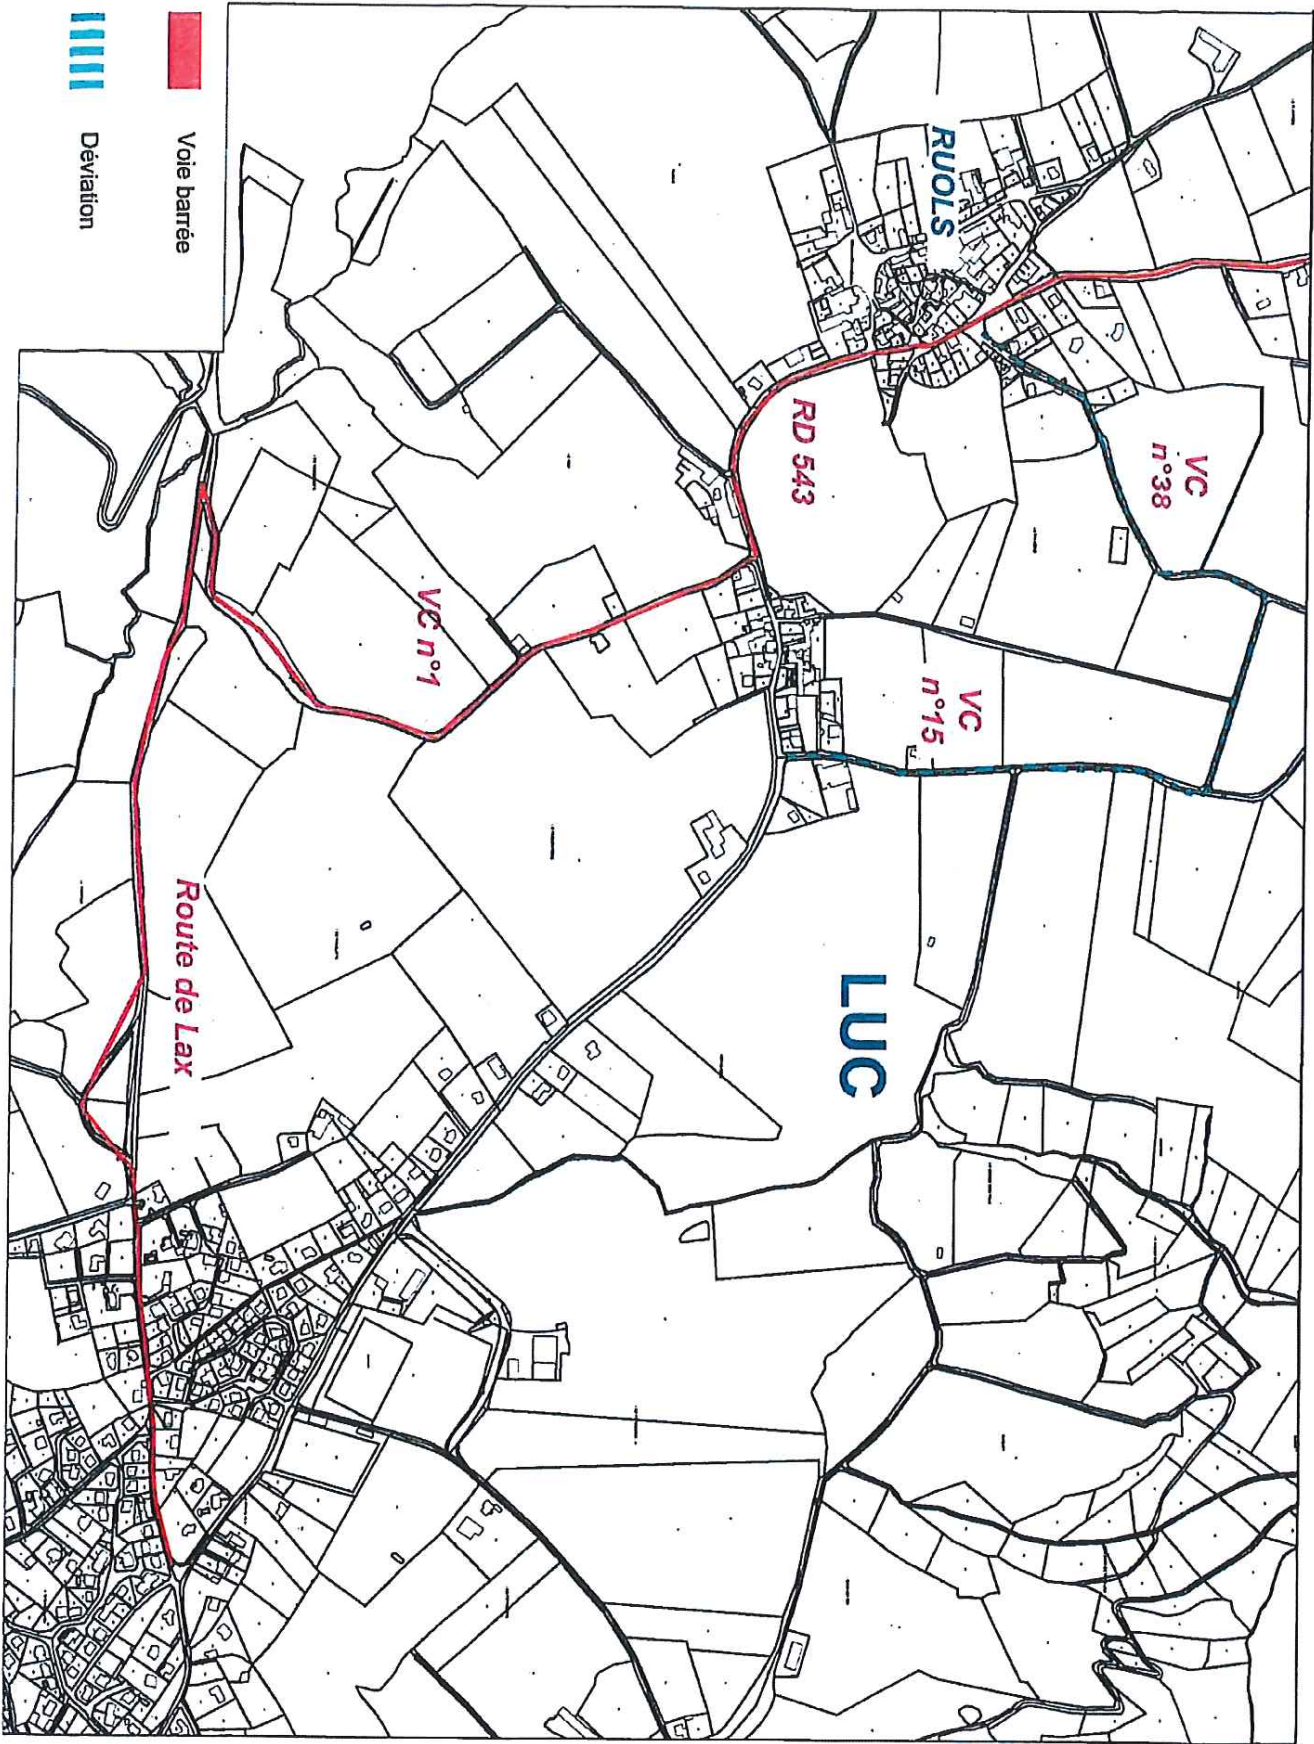 RUOLS
VC
n°38
RD 543
VC
n°15
VC n°1
LUC
Route de Lax
Voie barrée
Déviation